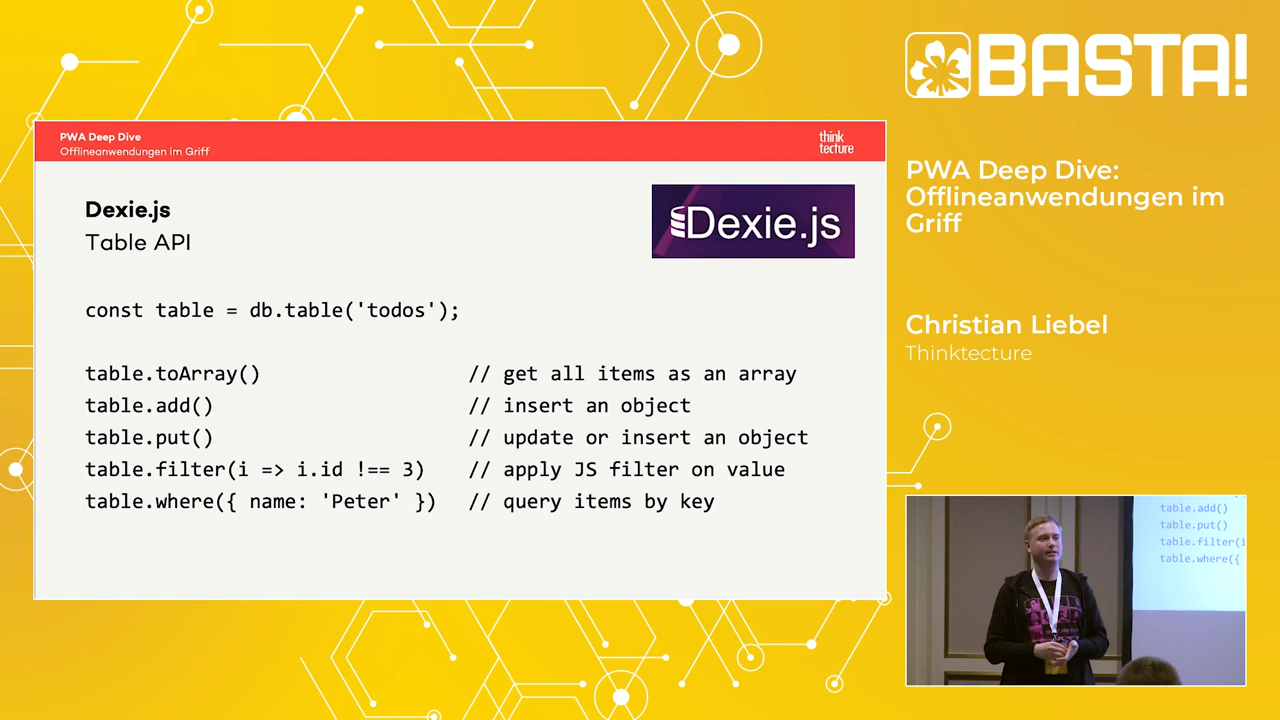 BASTA!
PWA Deep Dive
Offlineanwendungen im Griff
think
tecture
Dexie.js
Table API
Dexie.js
const table = db.table('todos');
table.toArray() // get all items as an array
table.add() // insert an object
table.put() // update or insert an object
table.filter(i => i.id !== 3) // apply JS filter on value
table.where({ name: 'Peter' }) // query items by key
PWA Deep Dive:
Offlineanwendungen im
Griff
Christian Liebel
Thinktecture
table.add()
table.put()
table.filter(i
table.where({